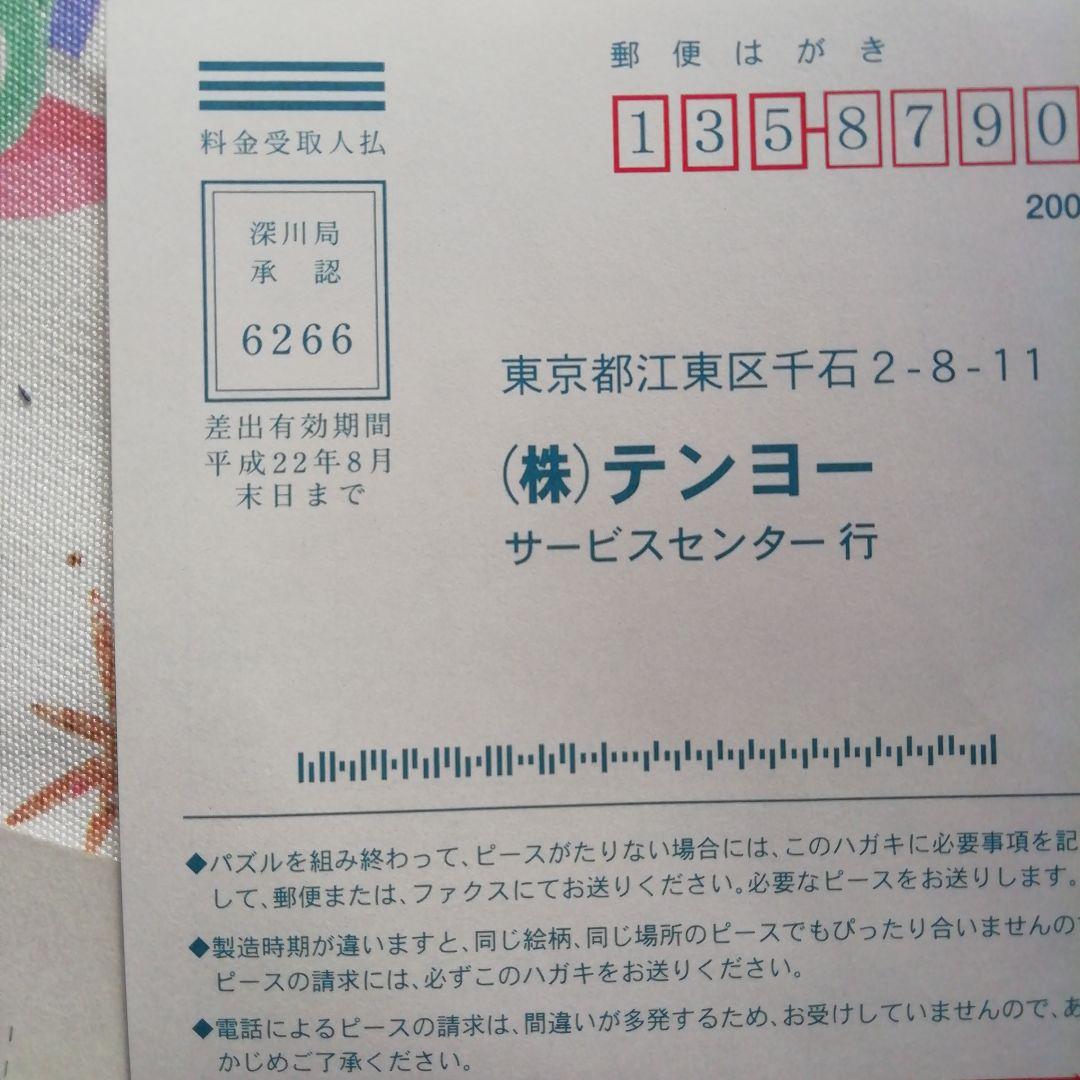 郵便はがき
135-8790
200
料金受取人払
深川局
承認
6266
差出有効期間
平成22年8月
末日まで
東京都江東区千石2-8-11
(株)テンヨー
サービスセンター行
◆パズルを組み終わって、ピースがたりない場合には、このハガキに必要事項を記
して、郵便または、ファクスにてお送りください。必要なピースをお送りします。
◆製造時期が違いますと、同じ絵柄、同じ場所のピースでもぴったり合いませんの
ピースの請求には、必ずこのハガキをお送りください。
◆電話によるピースの請求は、間違いが多発するため、お受けしていませんので、あ
かじめご了承ください。